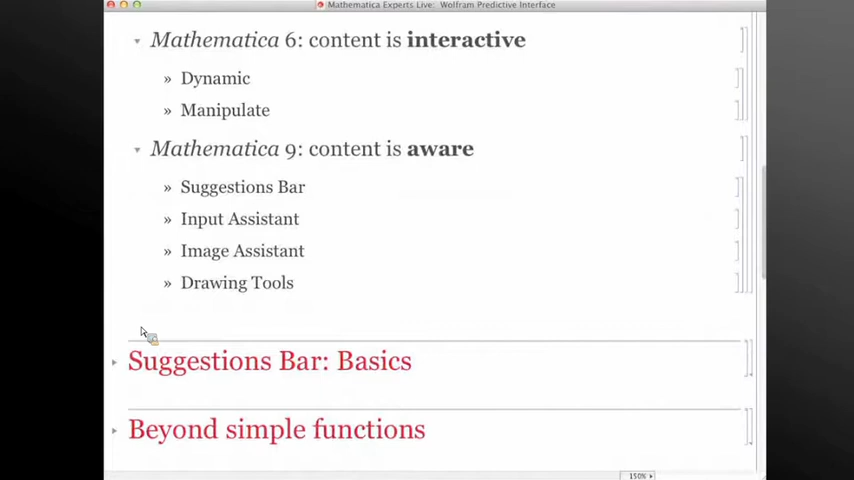 Mathematica Experts Live: Wolfram Predictive Interface
Mathematica 6: content is interactive
» Dynamic
» Manipulate
Mathematica 9: content is aware
» Suggestions Bar
» Input Assistant
» Image Assistant
» Drawing Tools
Suggestions Bar: Basics
Beyond simple functions
150%